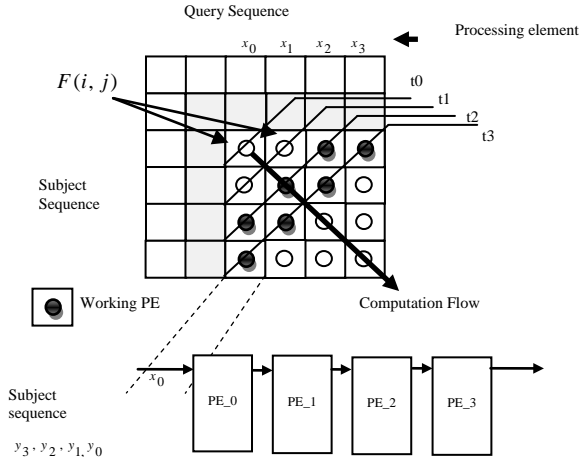 Query Sequence
Processing element
x0 x1 x2 x3
F(i, j)
t0
t1
t2
t3
Subject
Sequence
Working PE
Computation Flow
x0
PE_0 PE_1 PE_2 PE_3
Subject
sequence
y3 , y2 , y1, y0